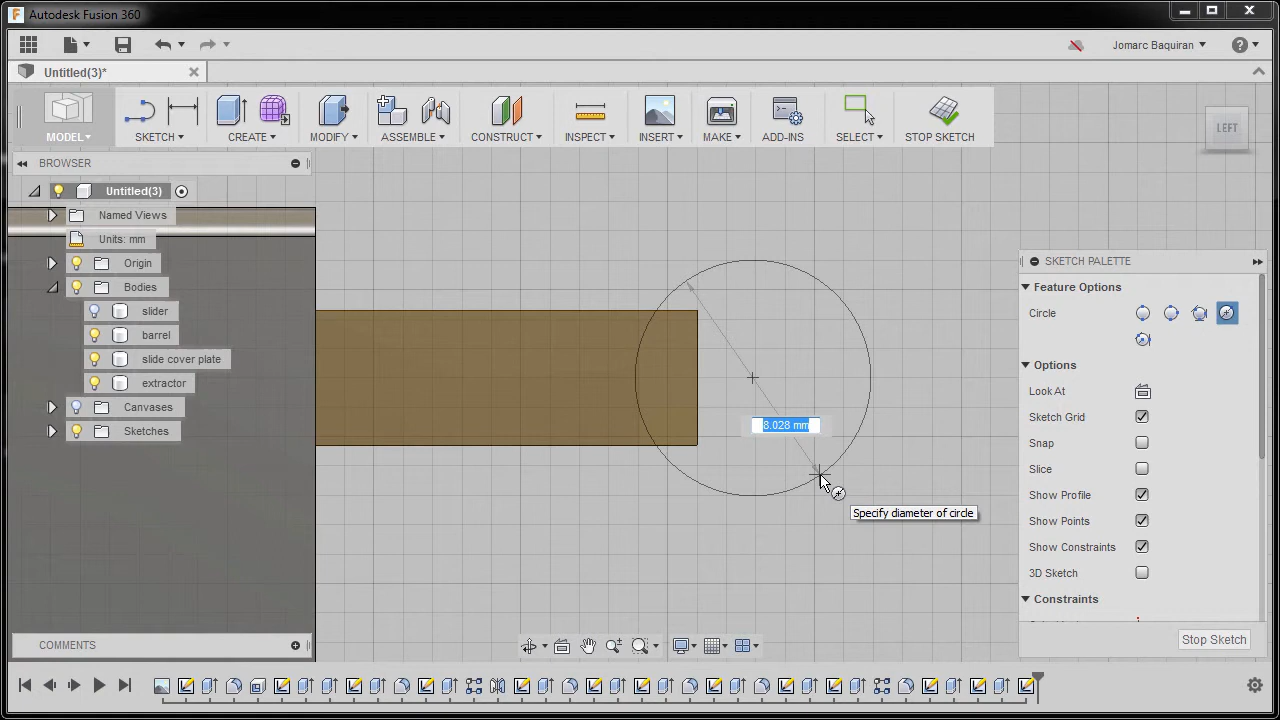 Autodesk Fusion 360
Jomarc Baquiran
Untitled(3)*
MODEL
SKETCH
CREATE
MODIFY
ASSEMBLE
CONSTRUCT
INSPECT
INSERT
MAKE
ADD-INS
SELECT
STOP SKETCH
LEFT
BROWSER
Untitled(3)
Named Views
Units: mm
Origin
Bodies
slider
barrel
slide cover plate
extractor
Canvases
Sketches
8.028 mm
Specify diameter of circle
SKETCH PALETTE
Feature Options
Circle
Options
Look At
Sketch Grid
Snap
Slice
Show Profile
Show Points
Show Constraints
3D Sketch
Constraints
Stop Sketch
COMMENTS